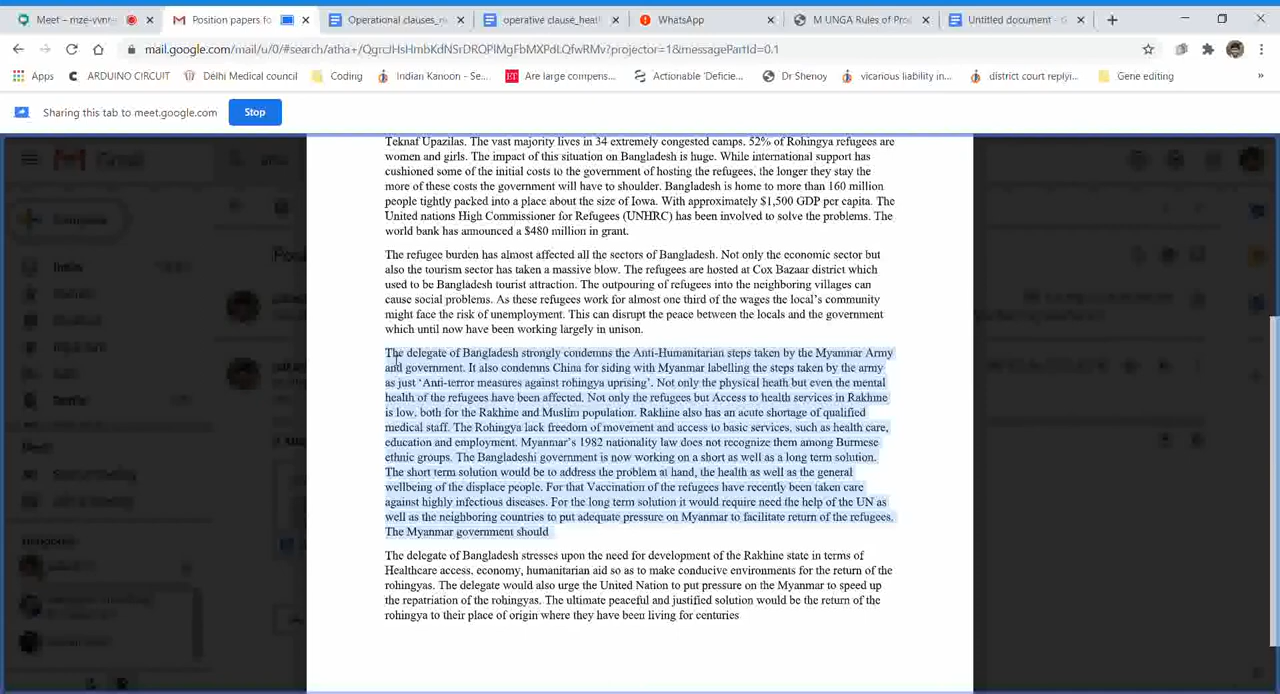 Meet – mze-vvnr
Position papers fo
Operational clauses_r
operative clause_heal
WhatsApp
M UNGA Rules of Pro
Untitled document - G
mail.google.com/mail/u/0/#search/atha+/
?projector=1&messagePartId=0.1
Apps
ARDUINO CIRCUIT
Delhi Medical council
Coding
Indian Kanoon - Se...
Are large compens...
Actionable 'Deficie...
Dr Shenoy
vicarious liability in...
district court replyi...
Gene editing
»
Sharing this tab to meet.google.com
Stop
Teknaf Upazilas. The vast majority lives in 34 extremely congested camps. 52% of Rohingya refugees are
women and girls. The impact of this situation on Bangladesh is huge. While international support has
cushioned some of the initial costs to the government of hosting the refugees, the longer they stay the
more of these costs the government will have to shoulder. Bangladesh is home to more than 160 million
people tightly packed into a place about the size of Iowa. With approximately $1,500 GDP per capita. The
United nations High Commissioner for Refugees (UNHRC) has been involved to solve the problems. The
world bank has announced a $480 million in grant.
The refugee burden has almost affected all the sectors of Bangladesh. Not only the economic sector but
also the tourism sector has taken a massive blow. The refugees are hosted at Cox Bazaar district which
used to be Bangladesh tourist attraction. The outpouring of refugees into the neighboring villages can
cause social problems. As these refugees work for almost one third of the wages the local's community
might face the risk of unemployment. This can disrupt the peace between the locals and the government
which until now have been working largely in unison.
The delegate of Bangladesh strongly condemns the Anti-Humanitarian steps taken by the Myanmar Army
and government. It also condemns China for siding with Myanmar labelling the steps taken by the army
as just 'Anti-terror measures against rohingya uprising'. Not only the physical heath but even the mental
health of the refugees have been affected. Not only the refugees but Access to health services in Rakhine
is low, both for the Rakhine and Muslim population. Rakhine also has an acute shortage of qualified
medical staff. The Rohingya lack freedom of movement and access to basic services, such as health care,
education and employment. Myanmar's 1982 nationality law does not recognize them among Burmese
ethnic groups. The Bangladeshi government is now working on a short as well as a long term solution.
The short term solution would be to address the problem at hand, the health as well as the general
wellbeing of the displace people. For that Vaccination of the refugees have recently been taken care
against highly infectious diseases. For the long term solution it would require need the help of the UN as
well as the neighboring countries to put adequate pressure on Myanmar to facilitate return of the refugees.
The Myanmar government should
The delegate of Bangladesh stresses upon the need for development of the Rakhine state in terms of
Healthcare access, economy, humanitarian aid so as to make conducive environments for the return of the
rohingyas. The delegate would also urge the United Nation to put pressure on the Myanmar to speed up
the repatriation of the rohingyas. The ultimate peaceful and justified solution would be the return of the
rohingya to their place of origin where they have been living for centuries